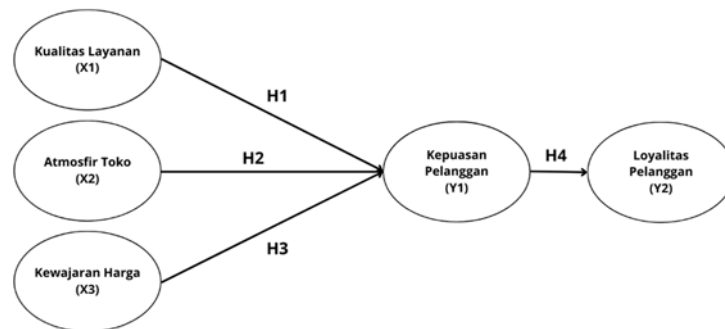 Kualitas Layanan
(X1)
H1
Atmosfir Toko
(X2)
H2
Kewajaran Harga
(X3)
H3
Kepuasan
Pelanggan
(Y1)
H4
Loyalitas
Pelanggan
(Y2)